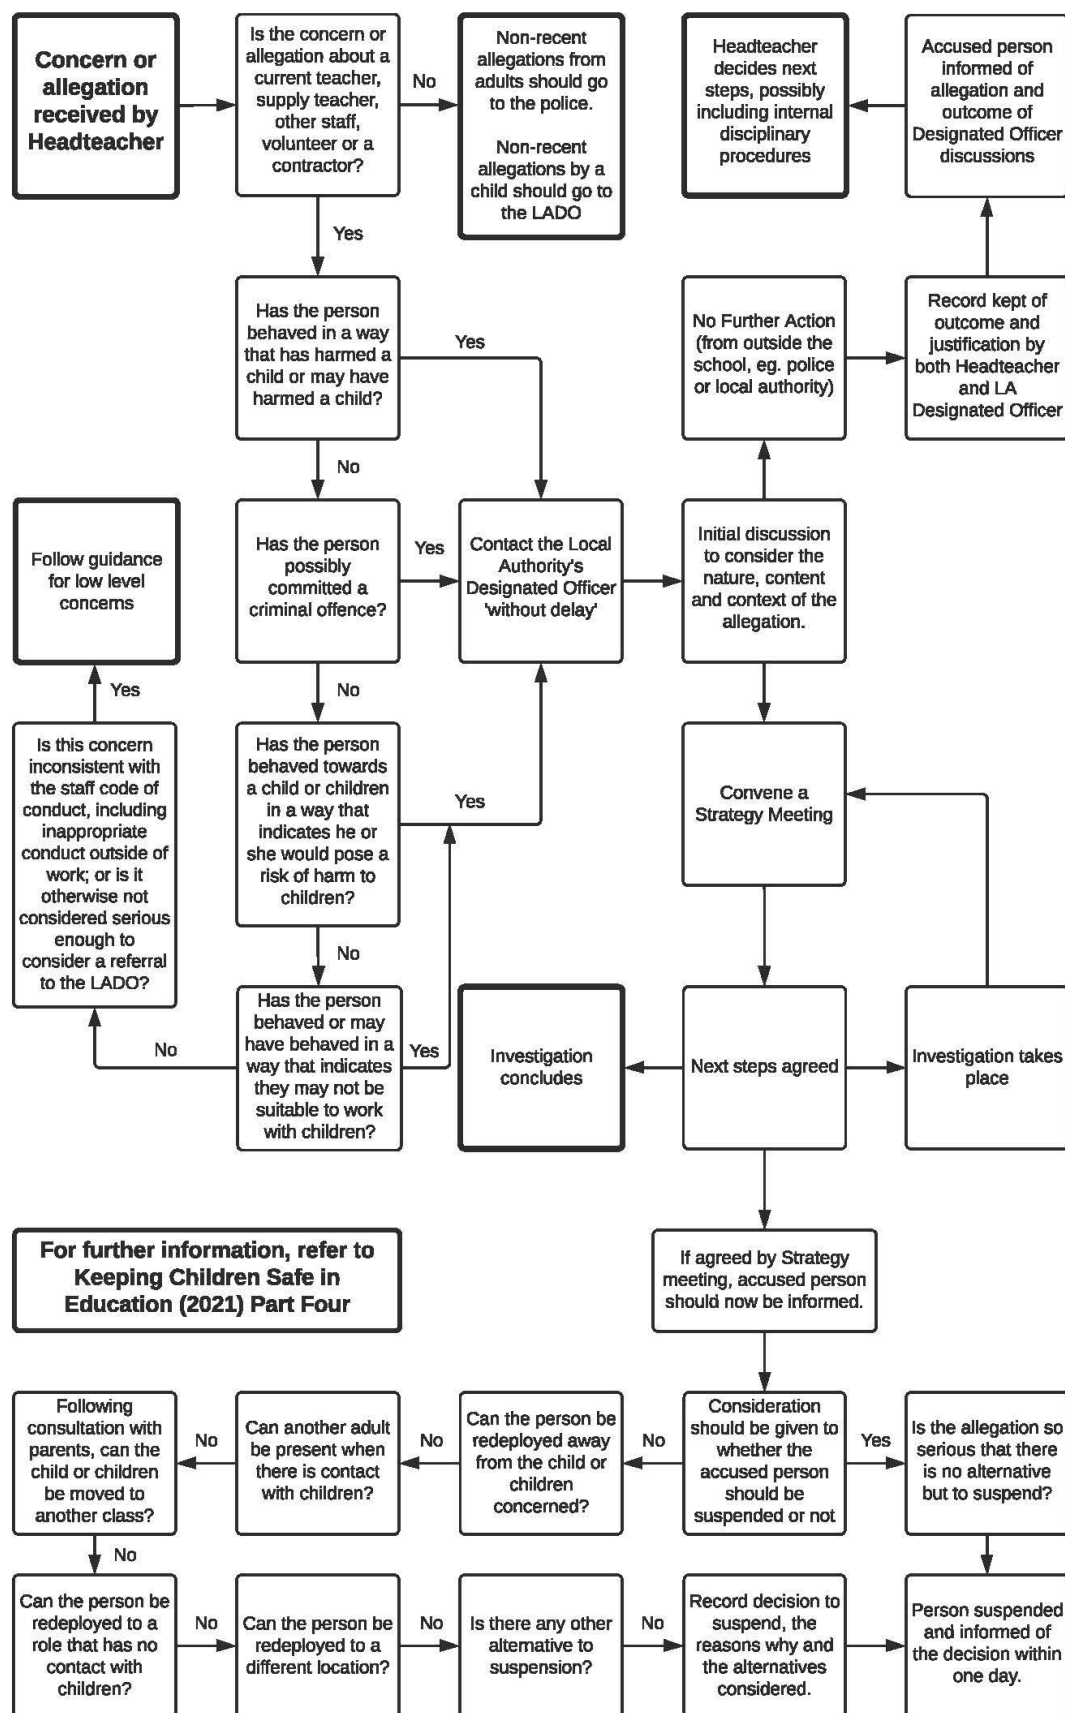 Concern or
allegation
received by
Headteacher
Is the concern or
allegation about a
current teacher,
supply teacher,
other staff,
volunteer or a
contractor?
No
Non-recent
allegations from
adults should go
to the police.
Non-recent
allegations by a
child should go to
the LADO
Headteacher
decides next
steps, possibly
including internal
disciplinary
procedures
Accused person
informed of
allegation and
outcome of
Designated Officer
discussions
Yes
Has the person
behaved in a way
that has harmed a
child or may have
harmed a child?
Yes
No Further Action
(from outside the
school, eg. police
or local authority)
Record kept of
outcome and
justification by
both Headteacher
and LA
Designated Officer
No
Follow guidance
for low level
concerns
Has the person
possibly
committed a
criminal offence?
Yes
Contact the Local
Authority's
Designated Officer
'without delay'
Initial discussion
to consider the
nature, content
and context of the
allegation.
Yes
No
Is this concern
inconsistent with
the staff code of
conduct, including
inappropriate
conduct outside of
work; or is it
otherwise not
considered serious
enough to
consider a referral
to the LADO?
Has the person
behaved towards
a child or children
in a way that
indicates he or
she would pose a
risk of harm to
children?
Yes
Convene a
Strategy Meeting
No
No
Has the person
behaved or may
have behaved in a
way that indicates
they may not be
suitable to work
with children?
Yes
Investigation
concludes
Next steps agreed
Investigation takes
place
For further information, refer to
Keeping Children Safe in
Education (2021) Part Four
If agreed by Strategy
meeting, accused person
should now be informed.
Following
consultation with
parents, can the
child or children
be moved to
another class?
No
Can another adult
be present when
there is contact
with children?
No
Can the person be
redeployed away
from the child or
children
concerned?
No
Consideration
should be given to
whether the
accused person
should be
suspended or not
Yes
Is the allegation so
serious that there
is no alternative
but to suspend?
No
Can the person be
redeployed to a
role that has no
contact with
children?
No
Can the person be
redeployed to a
different location?
No
Is there any other
alternative to
suspension?
No
Record decision to
suspend, the
reasons why and
the alternatives
considered.
Person suspended
and informed of
the decision within
one day.